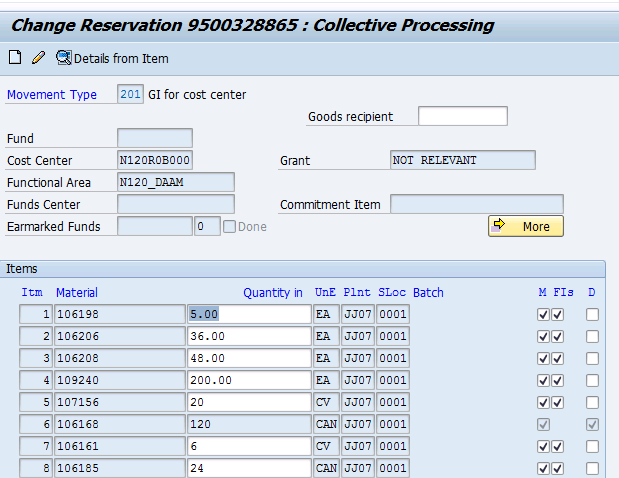 Change Reservation 9500328865 : Collective Processing
Details from Item
Movement Type 201 GI for cost center
Goods recipient
Fund
Cost Center N120R0B000 Grant NOT RELEVANT
Functional Area N120_DAAM
Funds Center Commitment Item
Earmarked Funds 0 Done More
Items
Itm Material Quantity in UnE Plnt SLoc Batch M FIs D
1 106198 5.00 EA JJ07 0001
2 106206 36.00 EA JJ07 0001
3 106208 48.00 EA JJ07 0001
4 109240 200.00 EA JJ07 0001
5 107156 20 CV JJ07 0001
6 106168 120 CAN JJ07 0001
7 106161 6 CV JJ07 0001
8 106185 24 CAN JJ07 0001